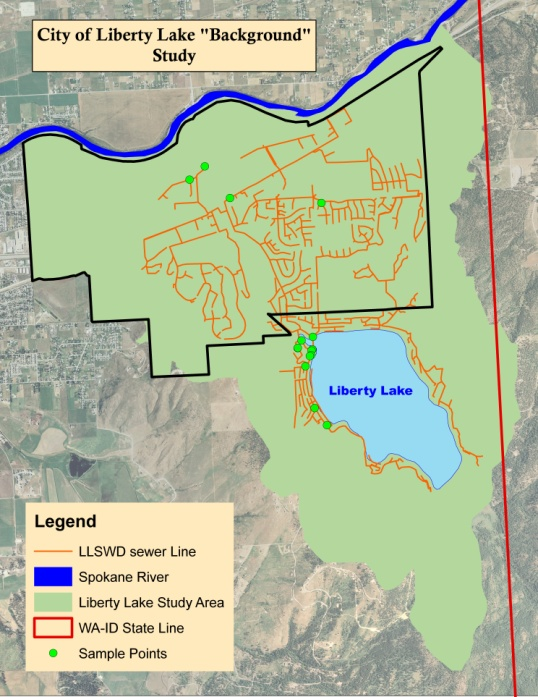 City of Liberty Lake "Background"
Study
Liberty Lake
Legend
LLSWD sewer Line
Spokane River
Liberty Lake Study Area
WA-ID State Line
Sample Points